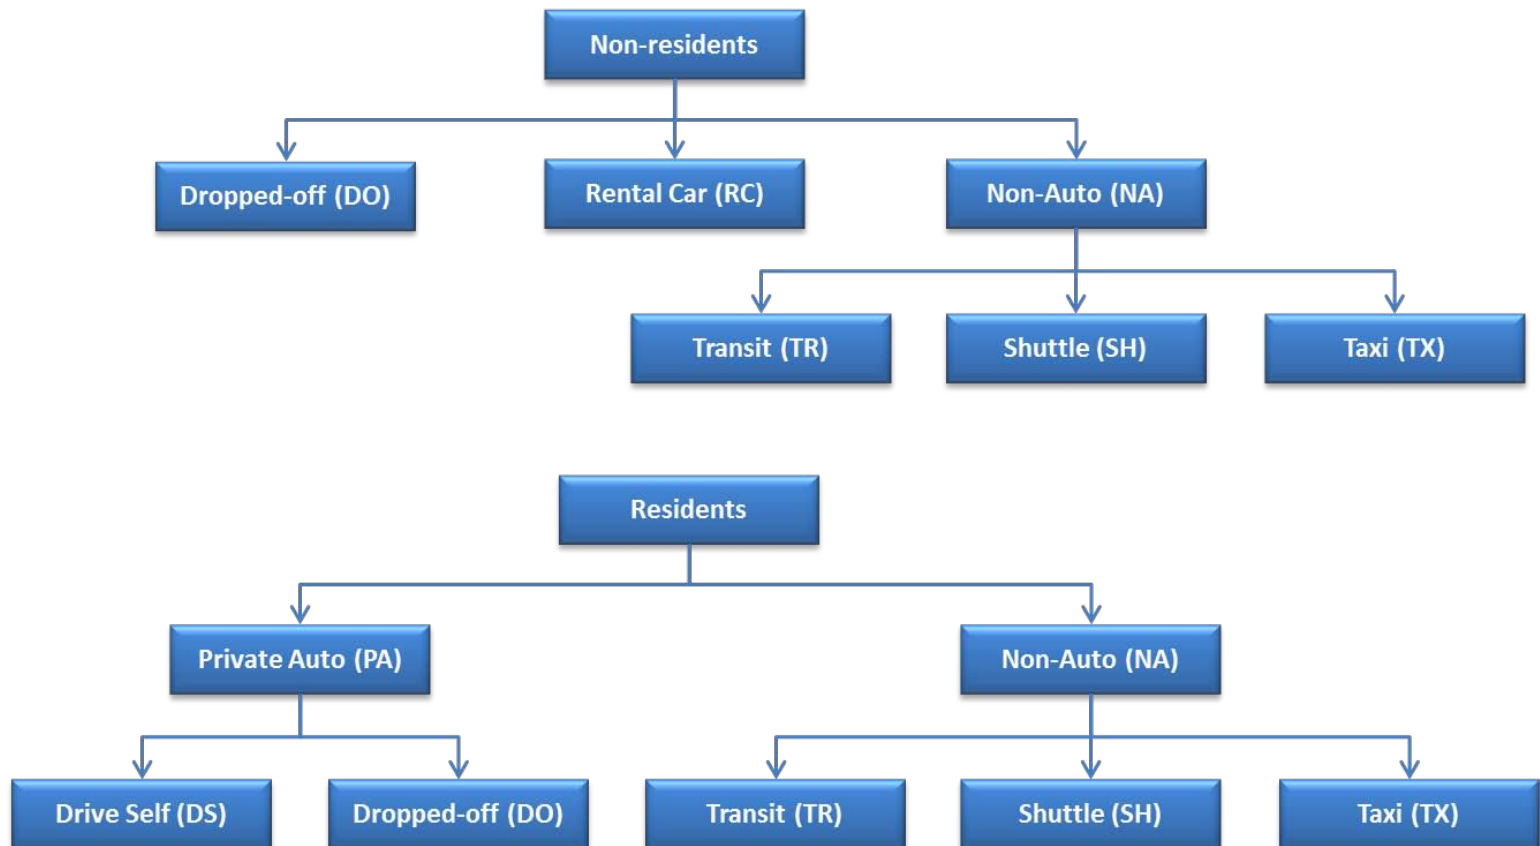 Non-residents
Dropped-off (DO)
Rental Car (RC)
Non-Auto (NA)
Transit (TR)
Shuttle (SH)
Taxi (TX)
Residents
Private Auto (PA)
Non-Auto (NA)
Drive Self (DS)
Dropped-off (DO)
Transit (TR)
Shuttle (SH)
Taxi (TX)